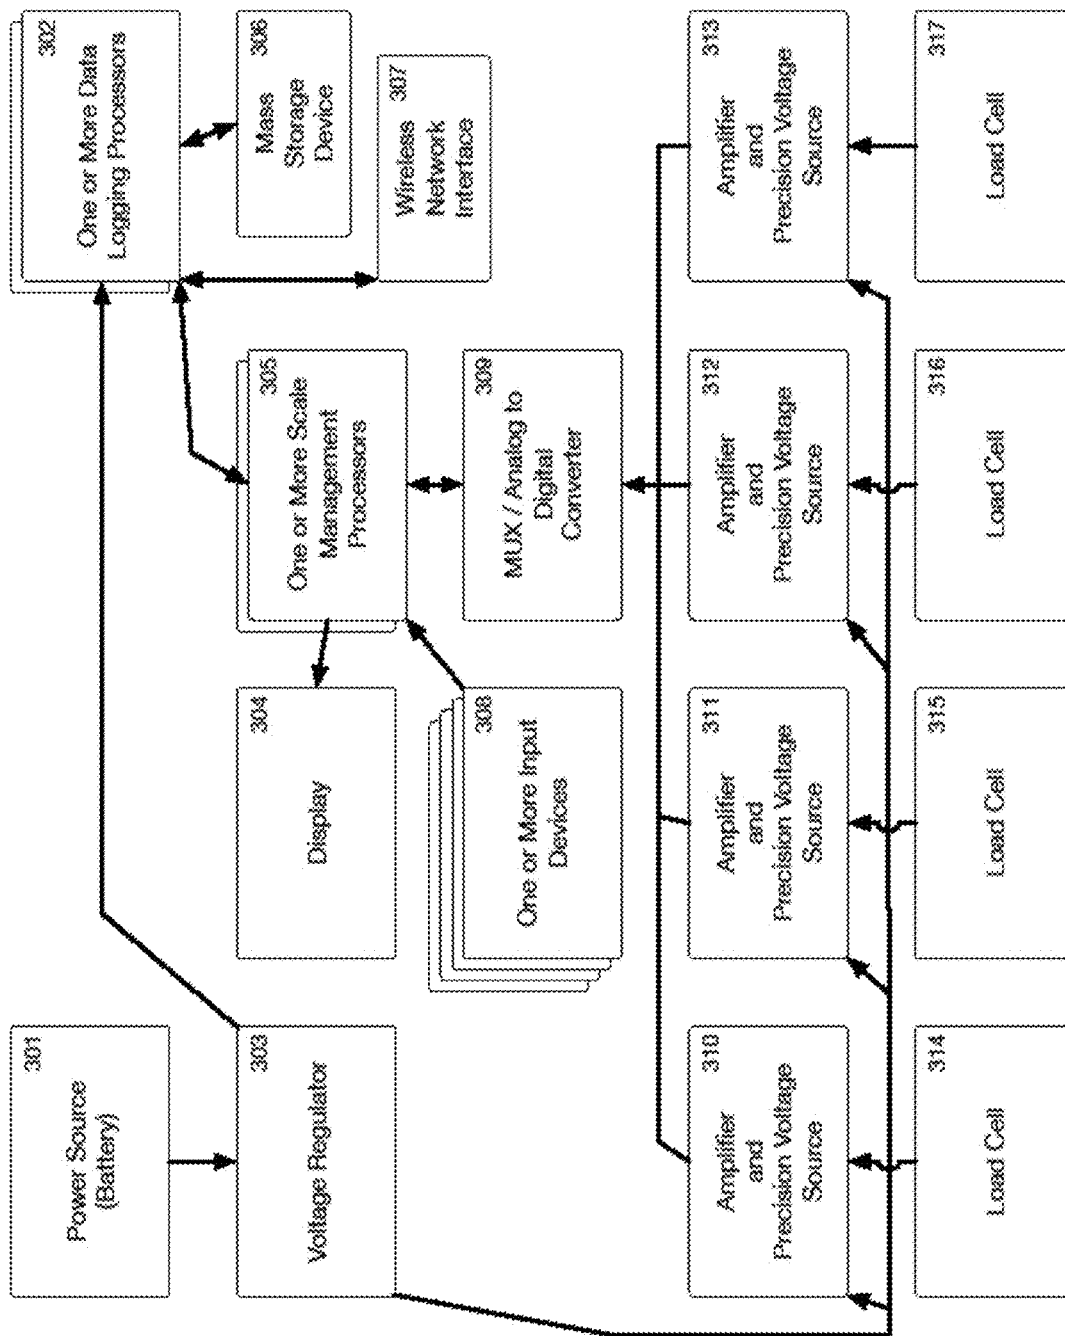 301
Power Source
(Battery)
302
One or More Data
Logging Processors
303
Voltage Regulator
304
Display
305
One or More Scale
Management
Processors
306
Mass
Storage
Device
307
Wireless
Network
Interface
308
One or More Input
Devices
309
MUX / Analog to
Digital
Converter
310
Amplifier
and
Precision Voltage
Source
311
Amplifier
and
Precision Voltage
Source
312
Amplifier
and
Precision Voltage
Source
313
Amplifier
and
Precision Voltage
Source
314
Load Cell
315
Load Cell
316
Load Cell
317
Load Cell